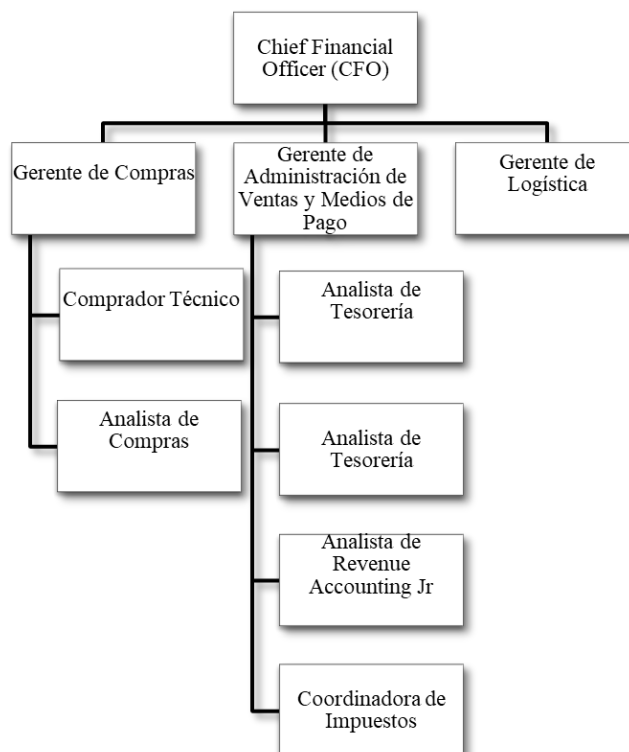 Chief Financial
Officer (CFO)
Gerente de Compras
Gerente de
Administración de
Ventas y Medios de
Pago
Gerente de
Logística
Comprador Técnico
Analista de
Compras
Analista de
Tesorería
Analista de
Tesorería
Analista de
Revenue
Accounting Jr
Coordinadora de
Impuestos